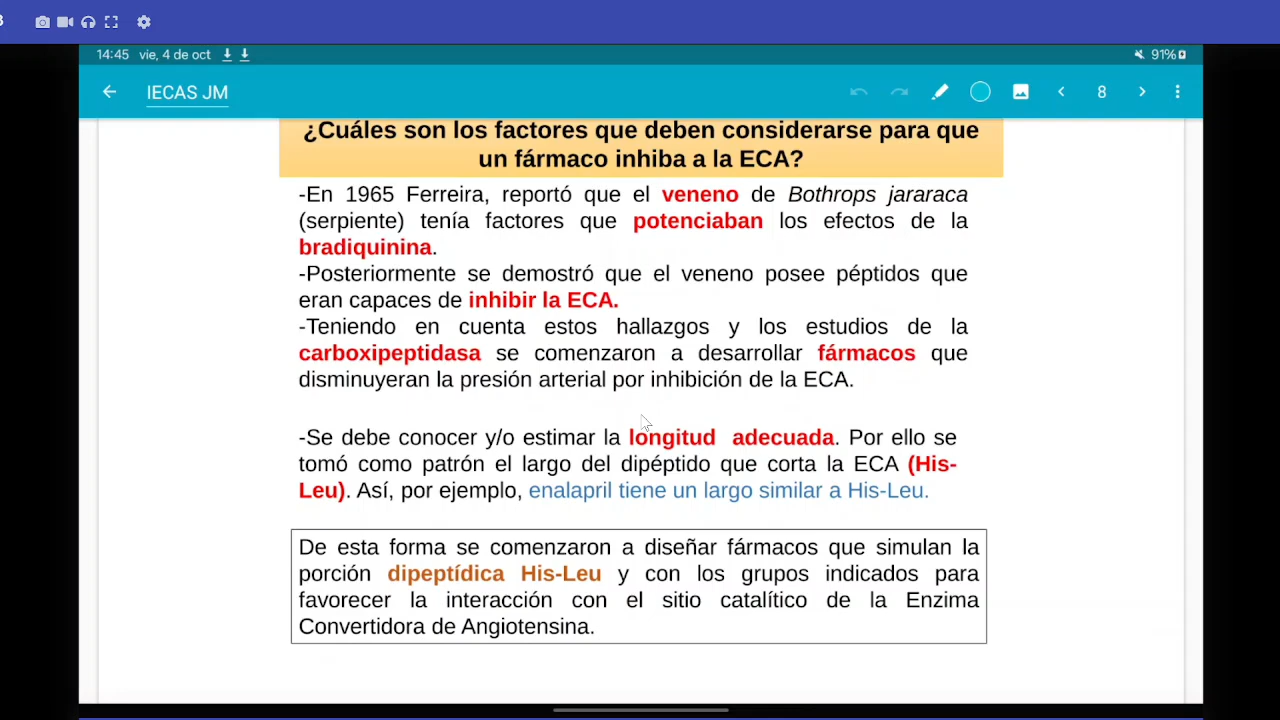 14:45 vie, 4 de oct
91%
IECAS JM
8
¿Cuáles son los factores que deben considerarse para que
un fármaco inhiba a la ECA?
-En 1965 Ferreira, reportó que el veneno de Bothrops jararaca
(serpiente) tenía factores que potenciaban los efectos de la
bradiquinina.
-Posteriormente se demostró que el veneno posee péptidos que
eran capaces de inhibir la ECA.
-Teniendo en cuenta estos hallazgos y los estudios de la
carboxipeptidasa se comenzaron a desarrollar fármacos que
disminuyeran la presión arterial por inhibición de la ECA.
-Se debe conocer y/o estimar la longitud adecuada. Por ello se
tomó como patrón el largo del dipéptido que corta la ECA (His-
Leu). Así, por ejemplo, enalapril tiene un largo similar a His-Leu.
De esta forma se comenzaron a diseñar fármacos que simulan la
porción dipeptídica His-Leu y con los grupos indicados para
favorecer la interacción con el sitio catalítico de la Enzima
Convertidora de Angiotensina.